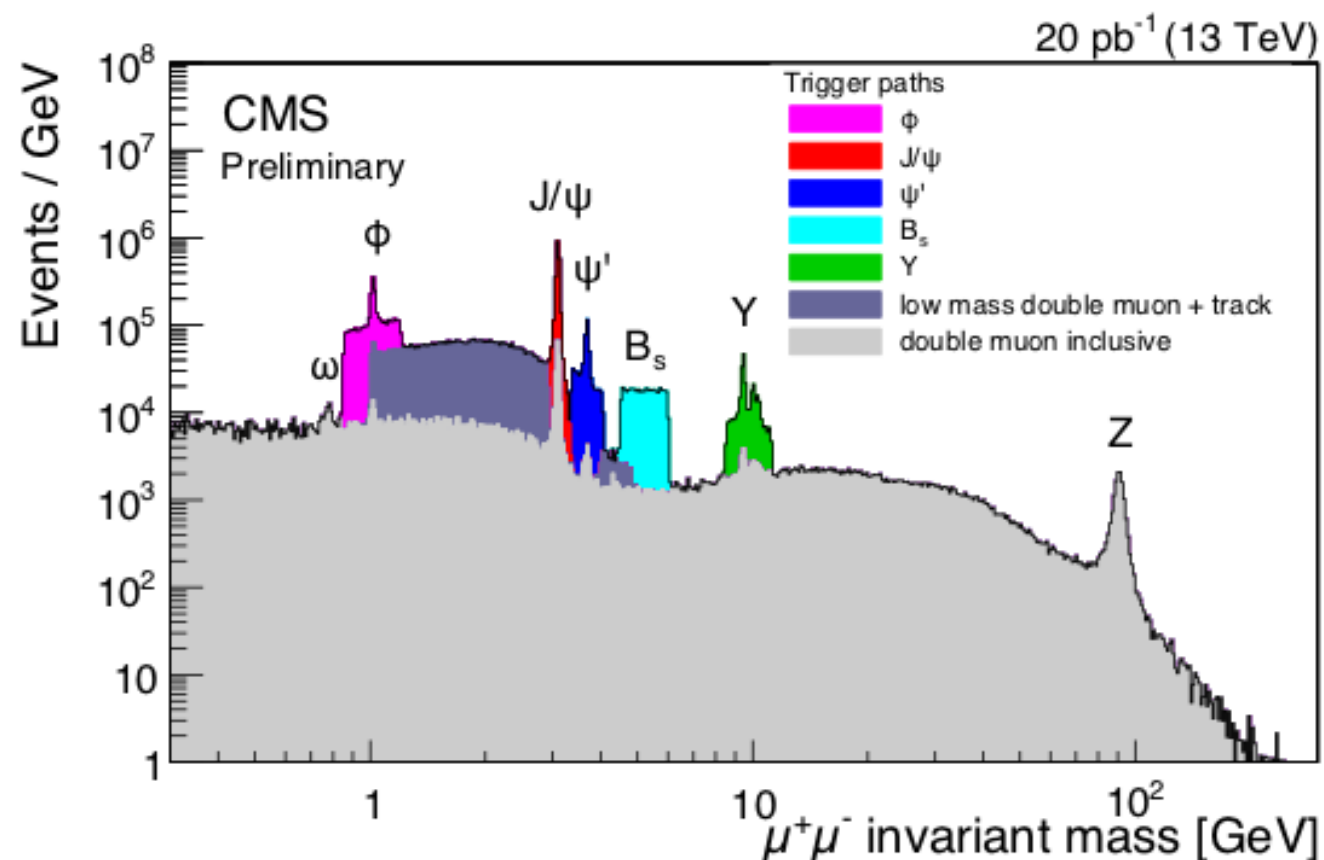 20 pb⁻¹ (13 TeV)
Events / GeV
10⁸
10⁷
10⁶
10⁵
10⁴
10³
10²
10
1
CMS
Preliminary
ω
ϕ
J/ψ
ψ'
Bₛ
Υ
Z
Trigger paths
ϕ
J/ψ
ψ'
Bₛ
Υ
low mass double muon + track
double muon inclusive
1
10
10²
μ⁺μ⁻ invariant mass [GeV]